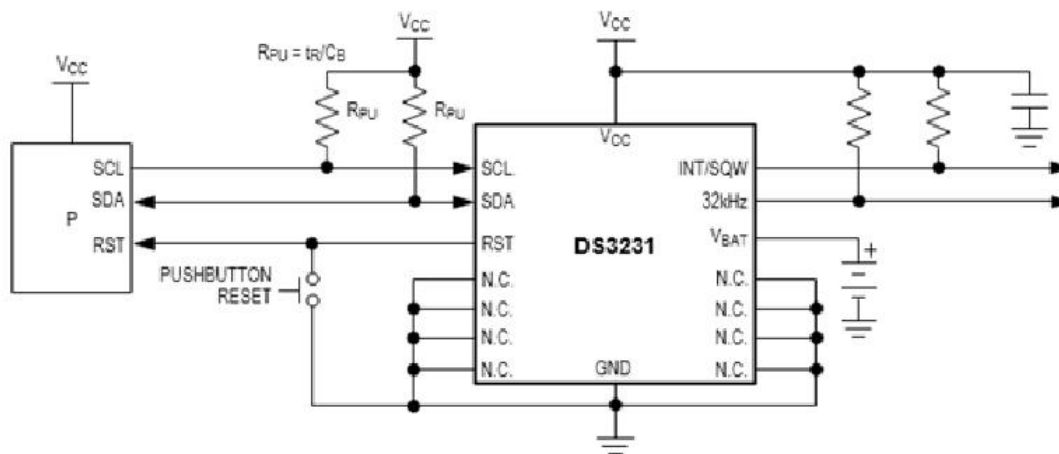 VCC
VCC
VCC
RPU = tR/CB
RPU
RPU
VCC
SCL
SCL
INT/SQW
SDA
SDA
32kHz
P
DS3231
VBAT
RST
RST
PUSHBUTTON
RESET
N.C.
N.C.
N.C.
N.C.
N.C.
N.C.
N.C.
N.C.
GND
+